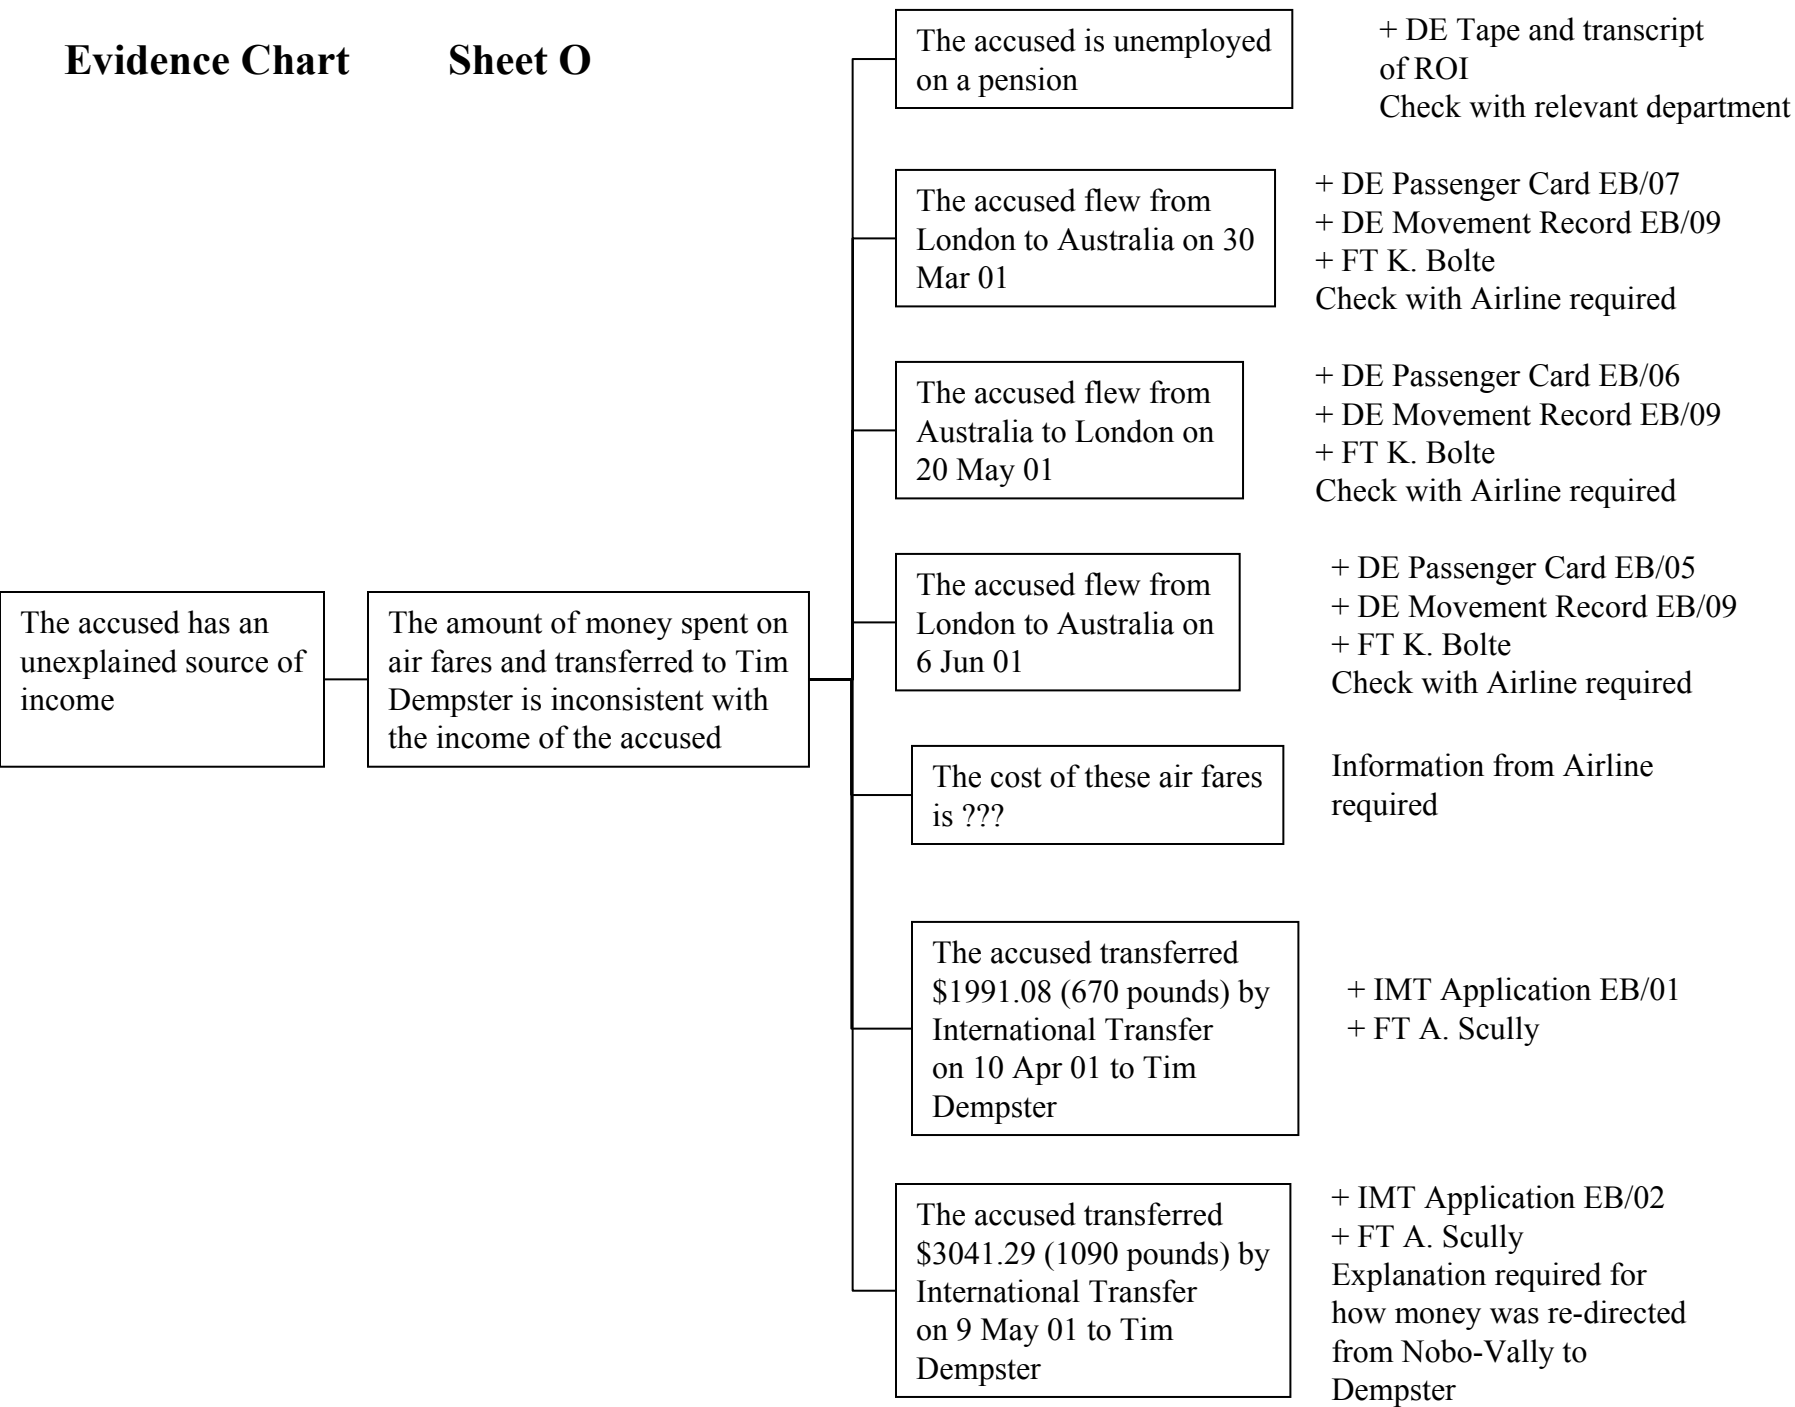 Evidence Chart Sheet O
The accused has an
unexplained source of
income
The amount of money spent on
air fares and transferred to Tim
Dempster is inconsistent with
the income of the accused
The accused is unemployed
on a pension
+ DE Tape and transcript
of ROI
Check with relevant department
The accused flew from
London to Australia on 30
Mar 01
+ DE Passenger Card EB/07
+ DE Movement Record EB/09
+ FT K. Bolte
Check with Airline required
The accused flew from
Australia to London on
20 May 01
+ DE Passenger Card EB/06
+ DE Movement Record EB/09
+ FT K. Bolte
Check with Airline required
The accused flew from
London to Australia on
6 Jun 01
+ DE Passenger Card EB/05
+ DE Movement Record EB/09
+ FT K. Bolte
Check with Airline required
The cost of these air fares
is ???
Information from Airline
required
The accused transferred
$1991.08 (670 pounds) by
International Transfer
on 10 Apr 01 to Tim
Dempster
+ IMT Application EB/01
+ FT A. Scully
The accused transferred
$3041.29 (1090 pounds) by
International Transfer
on 9 May 01 to Tim
Dempster
+ IMT Application EB/02
+ FT A. Scully
Explanation required for
how money was re-directed
from Nobo-Vally to
Dempster